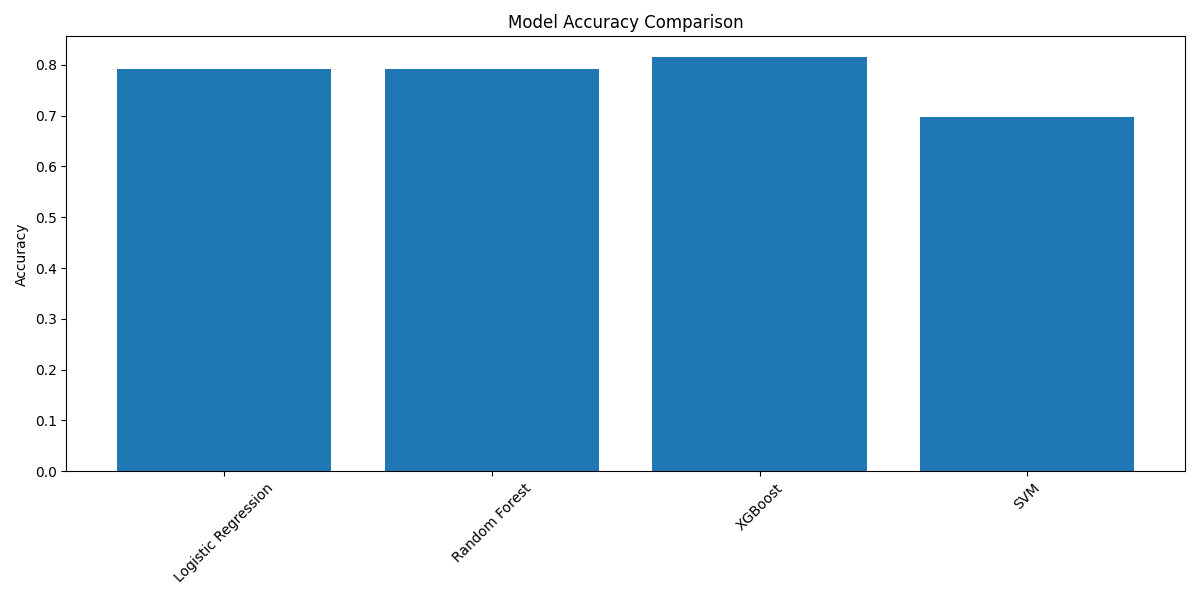 Model Accuracy Comparison
Accuracy
0.8
0.7
0.6
0.5
0.4
0.3
0.2
0.1
0.0
Logistic Regression
Random Forest
XGBoost
SVM